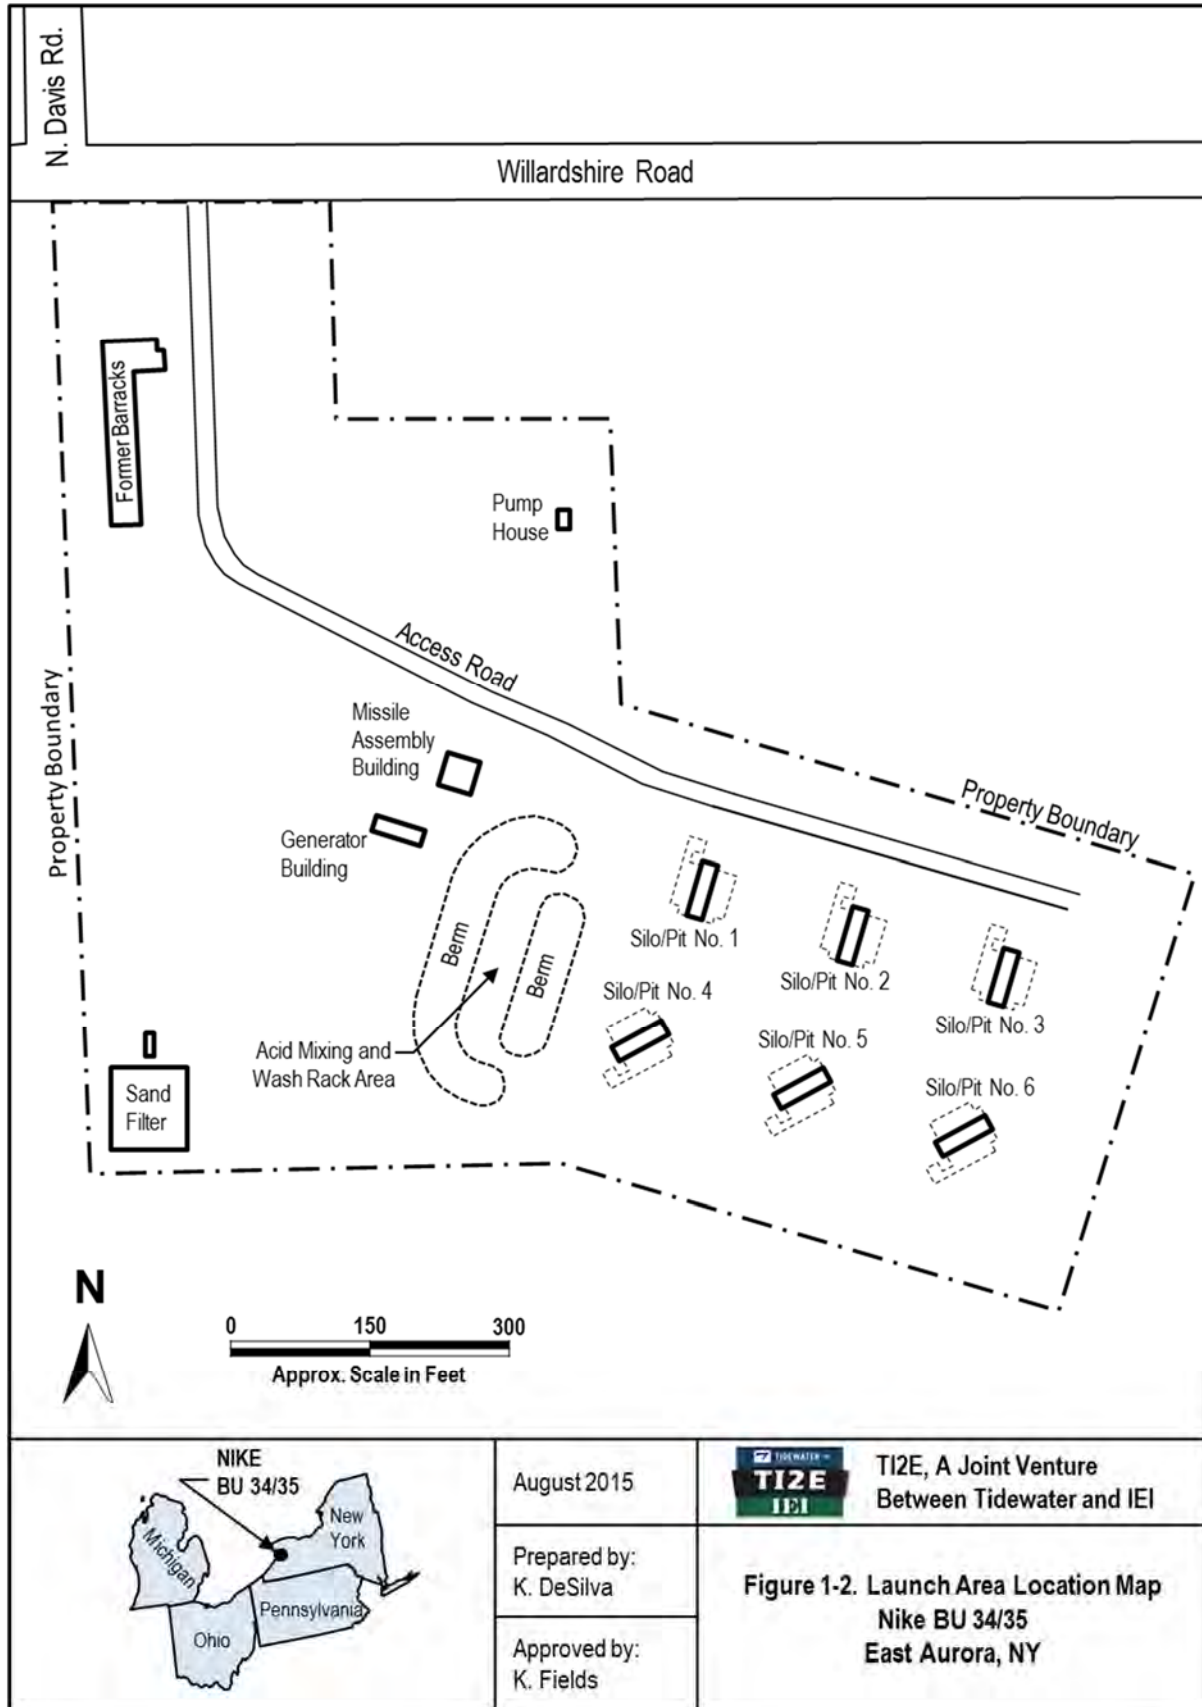 N. Davis Rd.
Willardshire Road
Former Barracks
Pump
House
Access Road
Missile
Assembly
Building
Property Boundary
Property Boundary
Generator
Building
Berm
Berm
Silo/Pit No. 1
Silo/Pit No. 2
Silo/Pit No. 3
Silo/Pit No. 4
Silo/Pit No. 5
Silo/Pit No. 6
Acid Mixing and
Wash Rack Area
Sand
Filter
N
0 150 300
Approx. Scale in Feet
NIKE
BU 34/35
Michigan
New
York
Pennsylvania
Ohio
August 2015
Prepared by:
K. DeSilva
Approved by:
K. Fields
TIDEWATER
TI2E
IEI
TI2E, A Joint Venture
Between Tidewater and IEI
Figure 1-2. Launch Area Location Map
Nike BU 34/35
East Aurora, NY